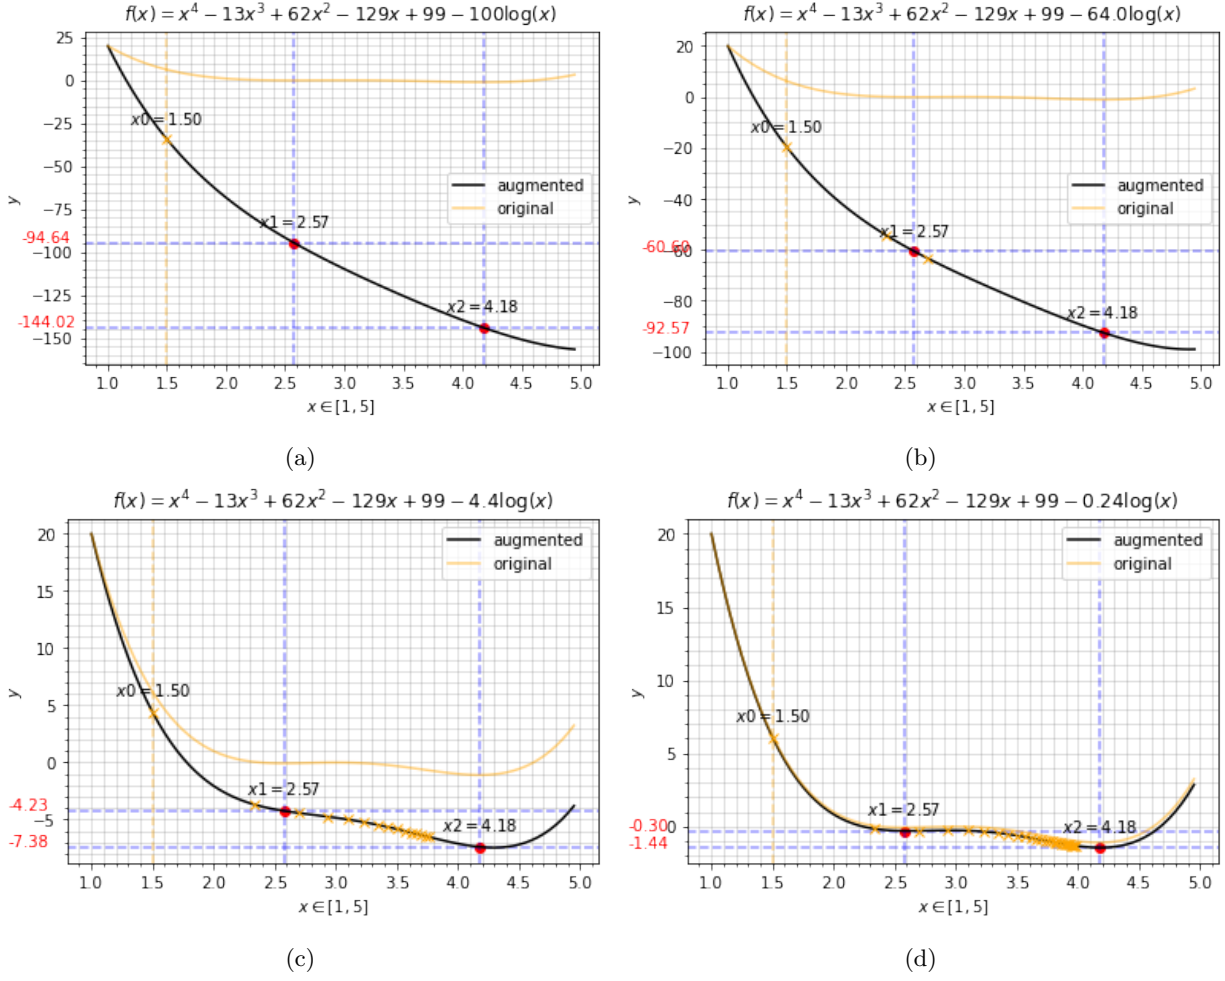 f(x) = x⁴ − 13x³ + 62x² − 129x + 99 − 100log(x)
25
0
−25
−50
−75
−100
−125
−150
-94.64
-144.02
y
x0 = 1.50
x1 = 2.57
x2 = 4.18
augmented
original
1.0 1.5 2.0 2.5 3.0 3.5 4.0 4.5 5.0
x ∈ [1, 5]
(a)
f(x) = x⁴ − 13x³ + 62x² − 129x + 99 − 64.0log(x)
20
0
−20
−40
−60
−80
−100
-60.60
-92.57
y
x0 = 1.50
x1 = 2.57
x2 = 4.18
augmented
original
1.0 1.5 2.0 2.5 3.0 3.5 4.0 4.5 5.0
x ∈ [1, 5]
(b)
f(x) = x⁴ − 13x³ + 62x² − 129x + 99 − 4.4log(x)
20
15
10
5
0
−5
-4.23
-7.38
y
augmented
original
x0 = 1.50
x1 = 2.57
x2 = 4.18
1.0 1.5 2.0 2.5 3.0 3.5 4.0 4.5 5.0
x ∈ [1, 5]
(c)
f(x) = x⁴ − 13x³ + 62x² − 129x + 99 − 0.24log(x)
20
15
10
5
0
-0.30
-1.44
y
augmented
original
x0 = 1.50
x1 = 2.57
x2 = 4.18
1.0 1.5 2.0 2.5 3.0 3.5 4.0 4.5 5.0
x ∈ [1, 5]
(d)